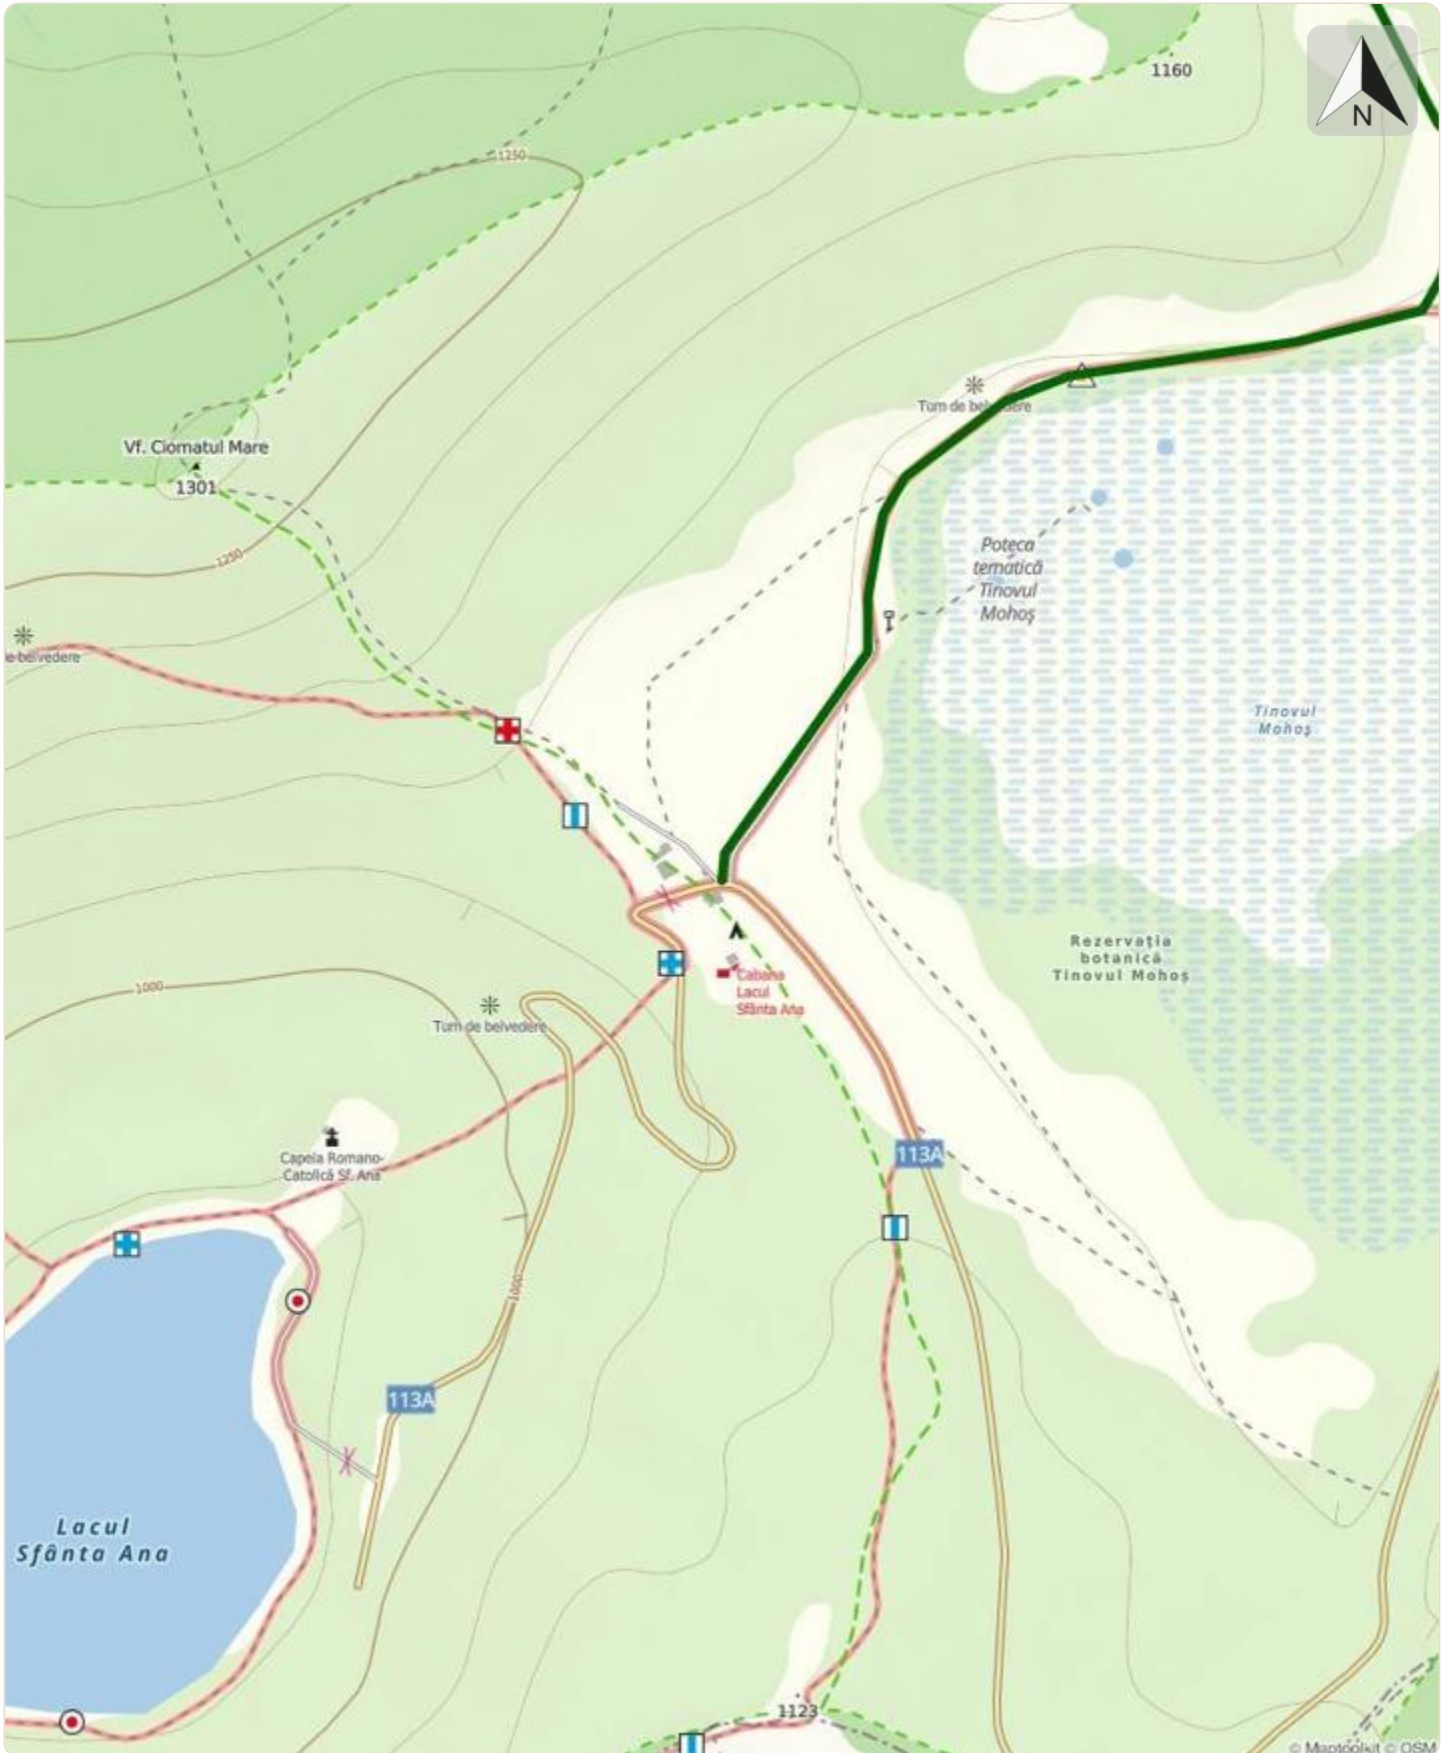 1160
N
1250
Turn de belvedere
Vf. Ciomatul Mare
1301
1250
Poteca
tematică
Tinovul
Mohoş
e belvedere
Tinovul
Mohoş
Rezervaţia
botanică
Tinovul Mohoş
Cabana
Lacul
Sfânta Ana
1000
Turn de belvedere
113A
Capela Romano-
Catolică Sf. Ana
1000
113A
Lacul
Sfânta Ana
1123
© Maptoolkit © OSM